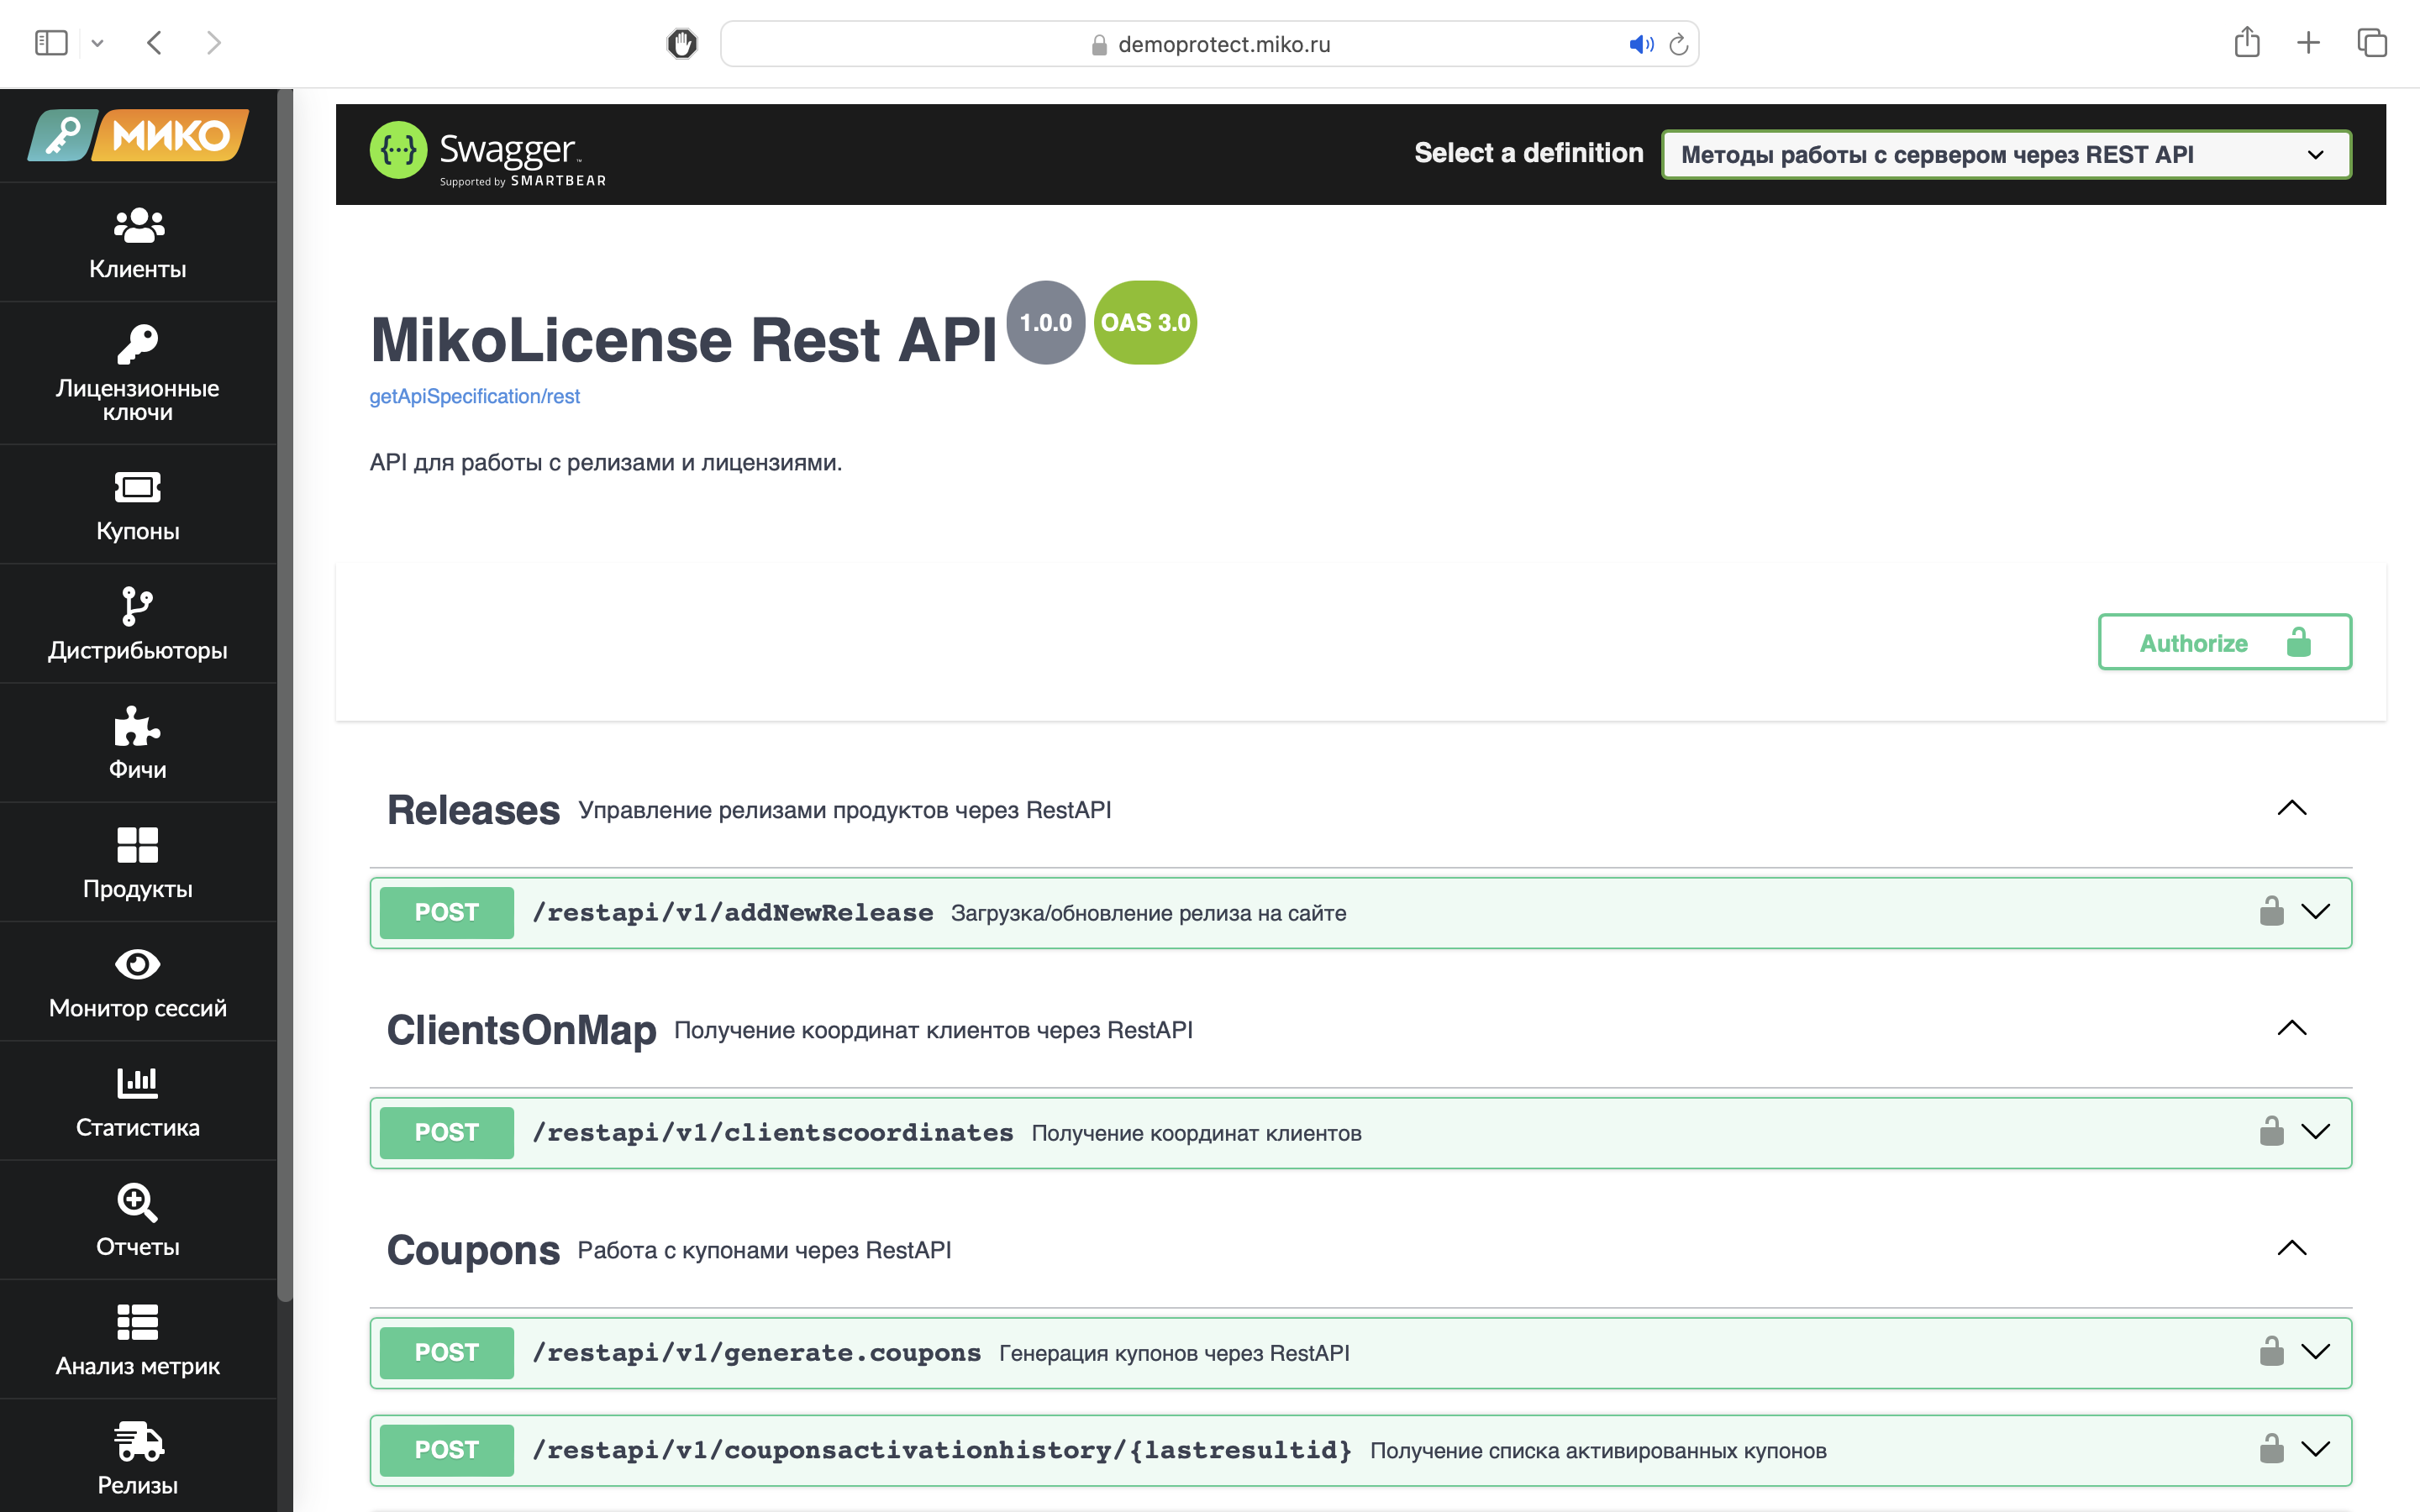 demoprotect.miko.ru
МИКО
Клиенты
Лицензионные
ключи
Купоны
Дистрибьюторы
Фичи
Продукты
Монитор сессий
Статистика
Отчеты
Анализ метрик
Релизы
Swagger
Supported by SMARTBEAR
Select a definition
Методы работы с сервером через REST API
MikoLicense Rest API 1.0.0 OAS 3.0
getApiSpecification/rest
API для работы с релизами и лицензиями.
Authorize
Releases Управление релизами продуктов через RestAPI
POST /restapi/v1/addNewRelease Загрузка/обновление релиза на сайте
ClientsOnMap Получение координат клиентов через RestAPI
POST /restapi/v1/clientscoordinates Получение координат клиентов
Coupons Работа с купонами через RestAPI
POST /restapi/v1/generate.coupons Генерация купонов через RestAPI
POST /restapi/v1/couponsactivationhistory/{lastresultid} Получение списка активированных купонов